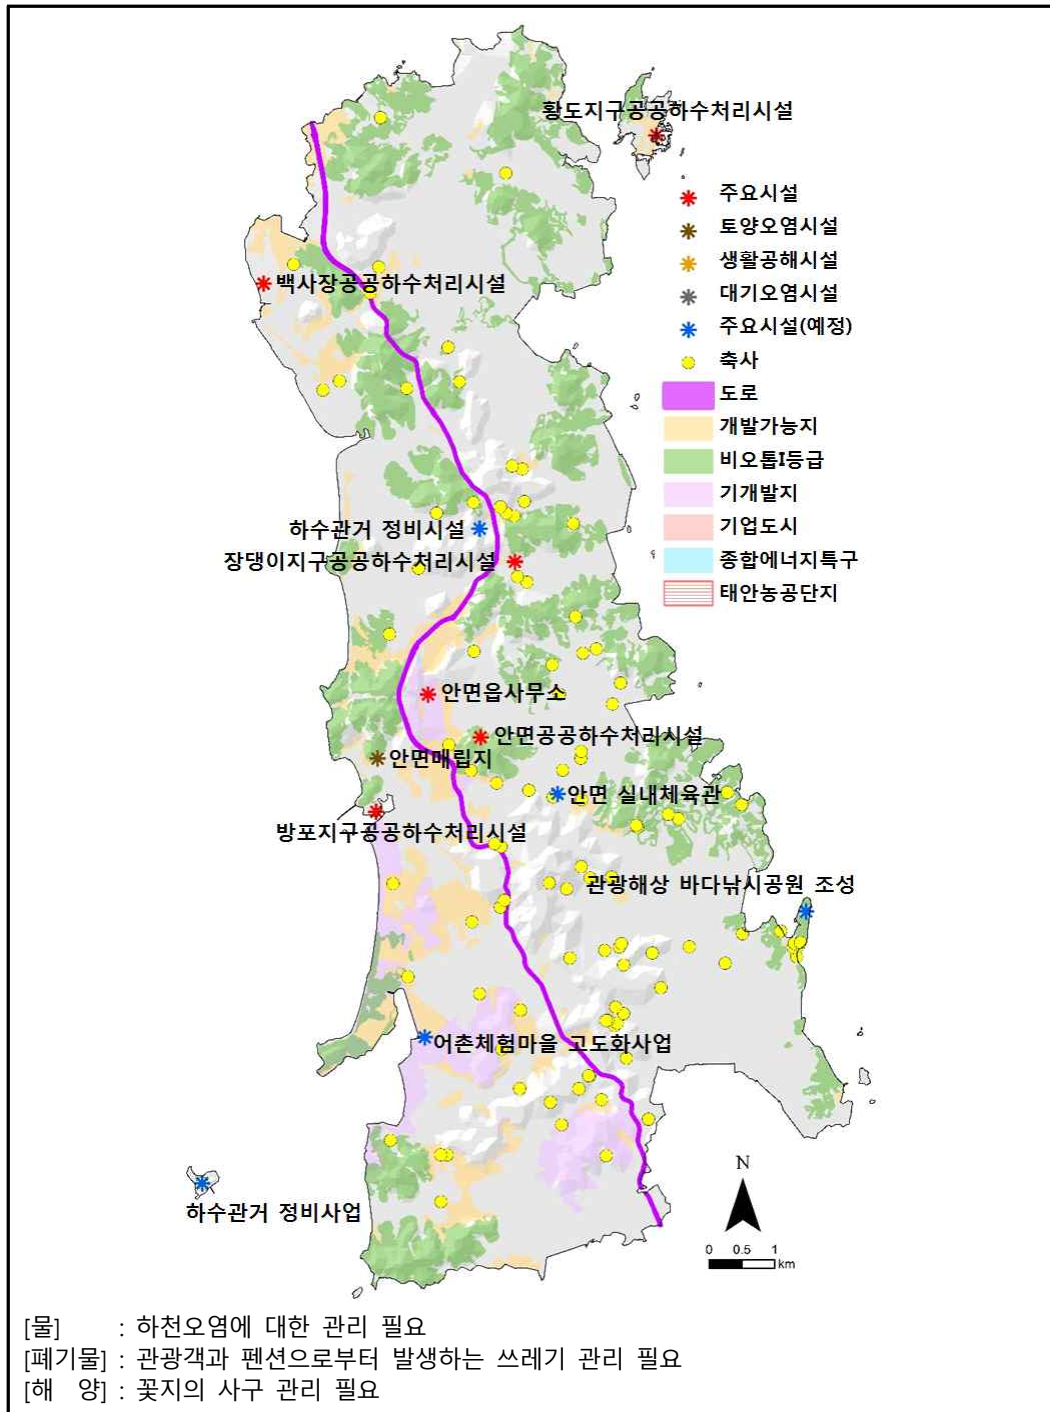 황도지구공공하수처리시설
주요시설
토양오염시설
생활공해시설
백사장공공하수처리시설
대기오염시설
주요시설(예정)
축사
도로
개발가능지
비오톱I등급
기개발지
하수관거 정비시설
기업도시
장댕이지구공공하수처리시설
종합에너지특구
태안농공단지
안면읍사무소
안면공공하수처리시설
안면매립지
안면 실내체육관
방포지구공공하수처리시설
관광해상 바다낚시공원 조성
어촌체험마을 고도화사업
N
하수관거 정비사업
0 0.5 1
km
[물] : 하천오염에 대한 관리 필요
[폐기물] : 관광객과 펜션으로부터 발생하는 쓰레기 관리 필요
[해 양] : 꽃지의 사구 관리 필요